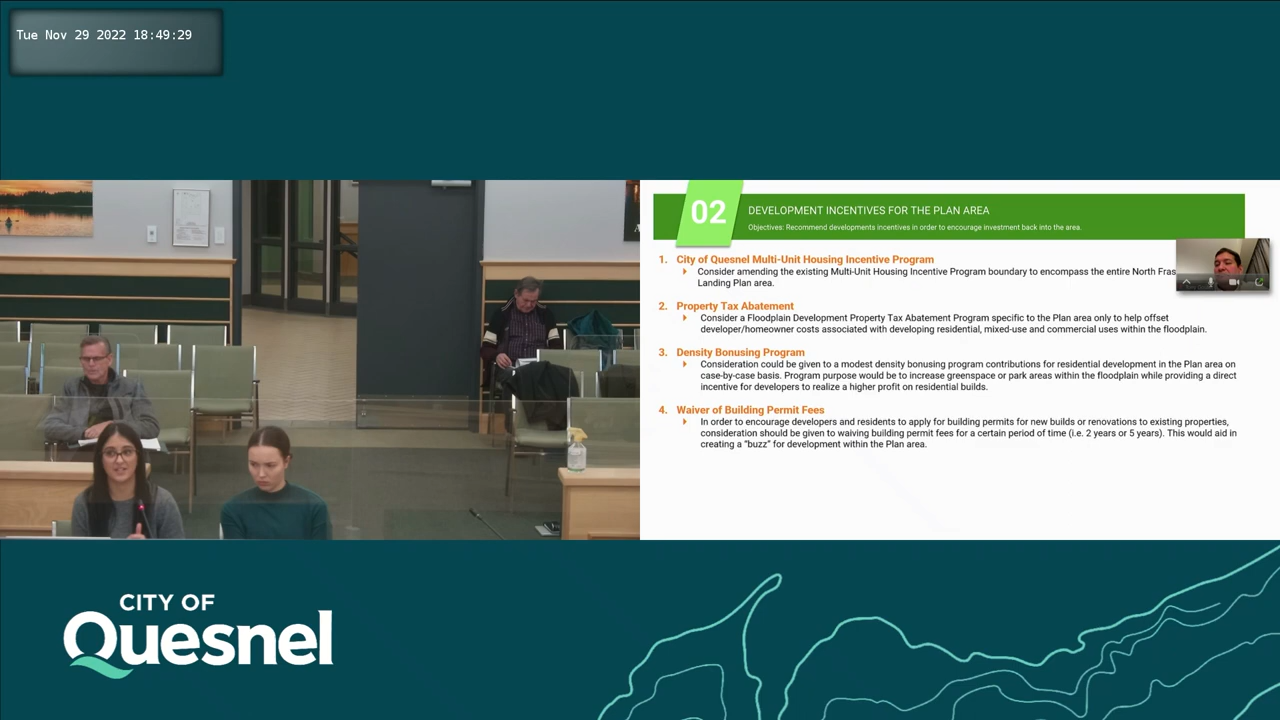 Tue Nov 29 2022 18:49:29
02
DEVELOPMENT INCENTIVES FOR THE PLAN AREA
Objectives: Recommend developments incentives in order to encourage investment back into the area.
1. City of Quesnel Multi-Unit Housing Incentive Program
Consider amending the existing Multi-Unit Housing Incentive Program boundary to encompass the entire North Fras
Landing Plan area.
2. Property Tax Abatement
Consider a Floodplain Development Property Tax Abatement Program specific to the Plan area only to help offset
developer/homeowner costs associated with developing residential, mixed-use and commercial uses within the floodplain.
3. Density Bonusing Program
Consideration could be given to a modest density bonusing program contributions for residential development in the Plan area on
case-by-case basis. Program purpose would be to increase greenspace or park areas within the floodplain while providing a direct
incentive for developers to realize a higher profit on residential builds.
4. Waiver of Building Permit Fees
In order to encourage developers and residents to apply for building permits for new builds or renovations to existing properties,
consideration should be given to waiving building permit fees for a certain period of time (i.e. 2 years or 5 years). This would aid in
creating a "buzz" for development within the Plan area.
CITY OF
Quesnel